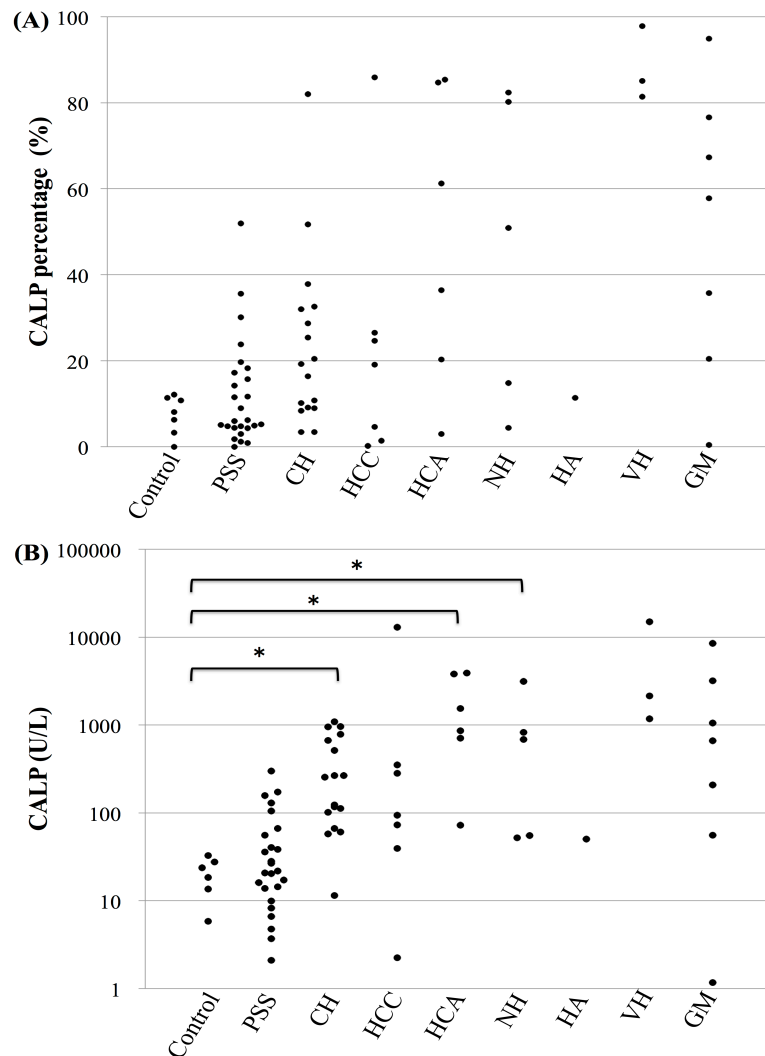 (A)
CALP percentage (%)
100
80
60
40
20
0
Control PSS CH HCC HCA NH HA VH GM
(B)
CALP (U/L)
100000
10000
1000
100
10
1
*
*
*
Control PSS CH HCC HCA NH HA VH GM